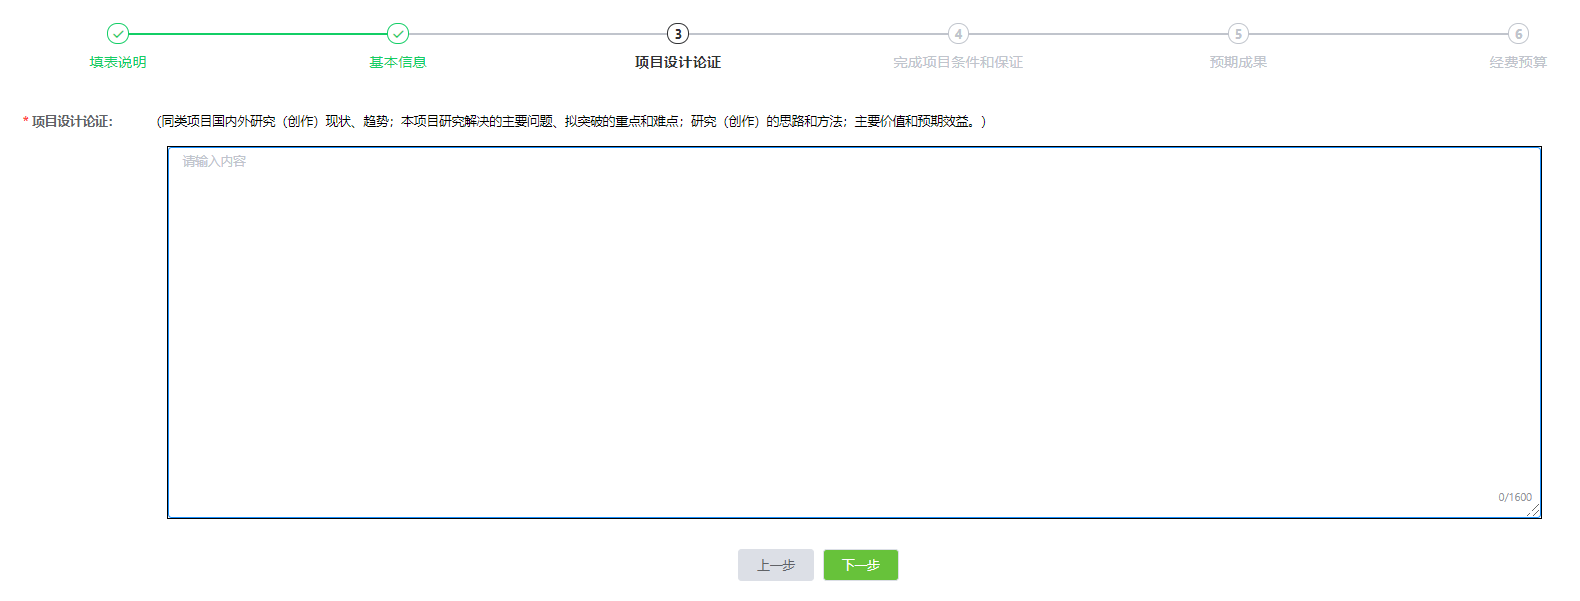 3 4 5 6
填表说明 基本信息 项目设计论证 完成项目条件和保证 预期成果 经费预算
* 项目设计论证： （同类项目国内外研究（创作）现状、趋势；本项目研究解决的主要问题、拟突破的重点和难点；研究（创作）的思路和方法；主要价值和预期效益。）
请输入内容
0/1600
上一步 下一步